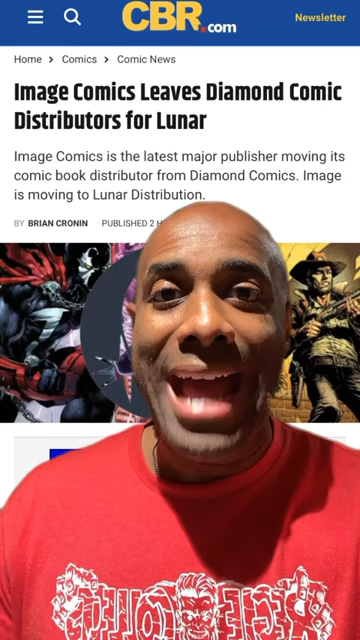 CBR.com
Newsletter
Home > Comics > Comic News
Image Comics Leaves Diamond Comic
Distributors for Lunar
Image Comics is the latest major publisher moving its
comic book distributor from Diamond Comics. Image
is moving to Lunar Distribution.
BY BRIAN CRONIN PUBLISHED 2